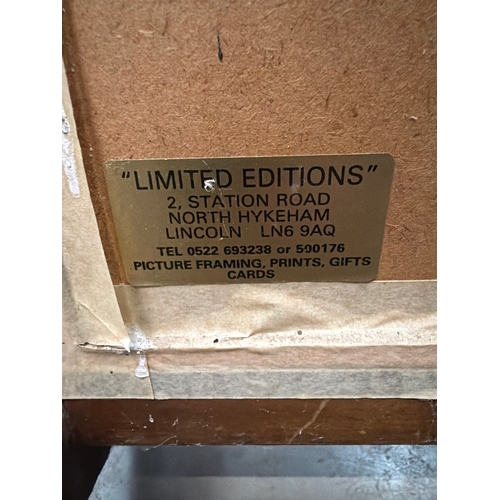 "LIMITED EDITIONS"
2, STATION ROAD
NORTH HYKEHAM
LINCOLN LN6 9AQ
TEL 0522 693238 or 500176
PICTURE FRAMING, PRINTS, GIFTS
CARDS